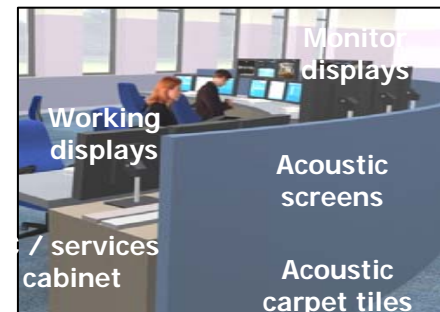 Monitor
displays
Working
displays
Acoustic
screens
/ services
cabinet
Acoustic
carpet tiles